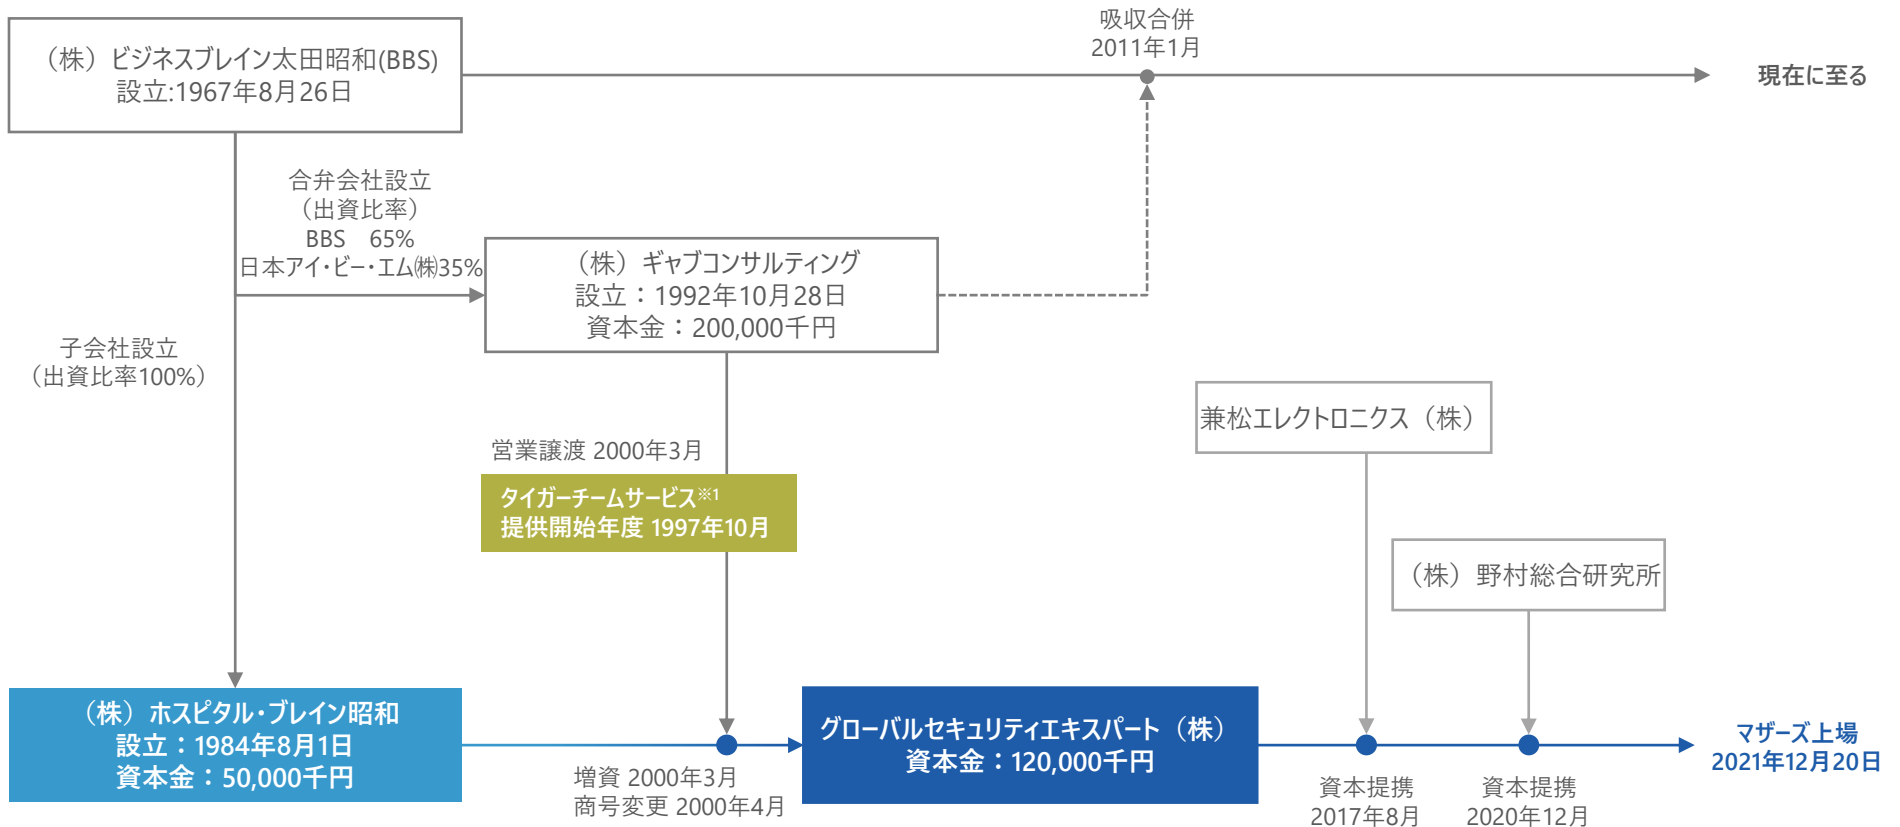 吸収合併
2011年1月
（株）ビジネスブレイン太田昭和(BBS)
設立:1967年8月26日
現在に至る
合弁会社設立
（出資比率）
BBS　65%
日本アイ・ビー・エム㈱35%
（株）ギャブコンサルティング
設立：1992年10月28日
資本金：200,000千円
子会社設立
（出資比率100%）
兼松エレクトロニクス（株）
営業譲渡 2000年3月
タイガーチームサービス※1
提供開始年度 1997年10月
（株）野村総合研究所
（株）ホスピタル・ブレイン昭和
設立：1984年8月1日
資本金：50,000千円
増資 2000年3月
商号変更 2000年4月
グローバルセキュリティエキスパート（株）
資本金：120,000千円
資本提携
2017年8月
資本提携
2020年12月
マザーズ上場
2021年12月20日